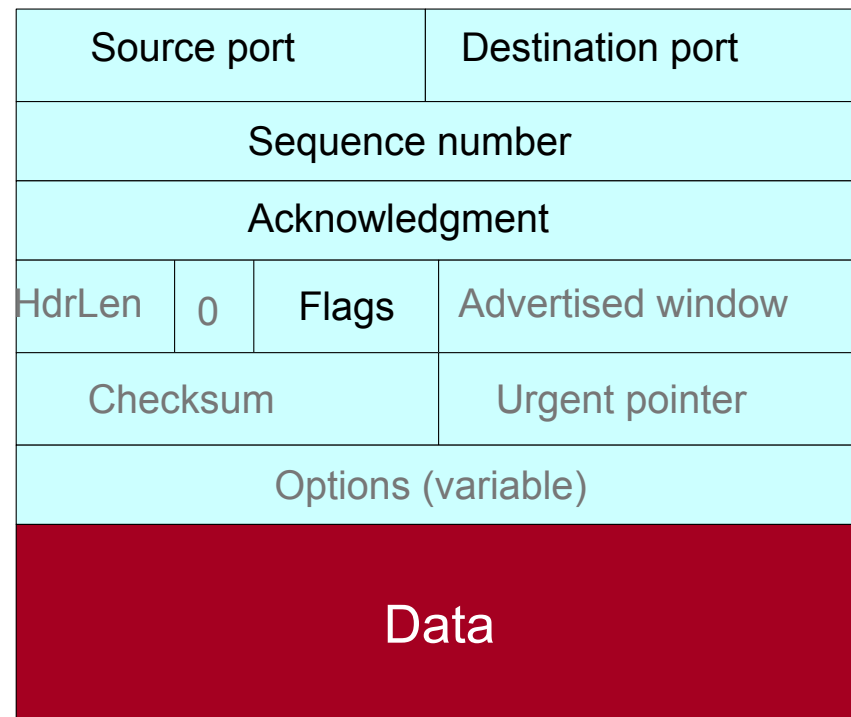 Source port Destination port
Sequence number
Acknowledgment
HdrLen 0 Flags Advertised window
Checksum Urgent pointer
Options (variable)
Data